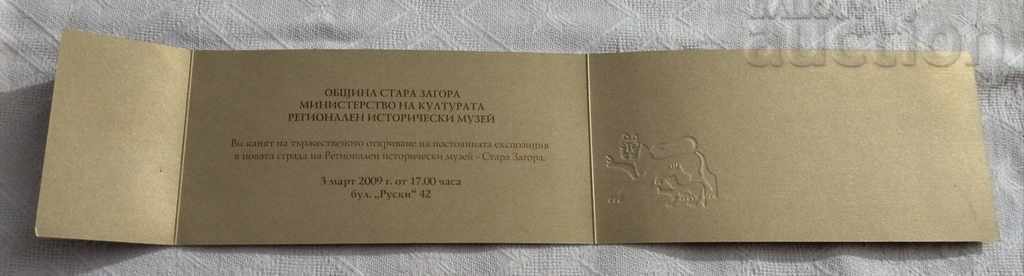 ОБЩИНА СТАРА ЗАГОРА
МИНИСТЕРСТВО НА КУЛТУРАТА
РЕГИОНАЛЕН ИСТОРИЧЕСКИ МУЗЕЙ
Ви канят на тържественото откриване на постоянната експозиция
в новата сграда на Регионален исторически музей - Стара Загора.
3 март 2009 г. от 17.00 часа
бул. „Руски“ 42
auction